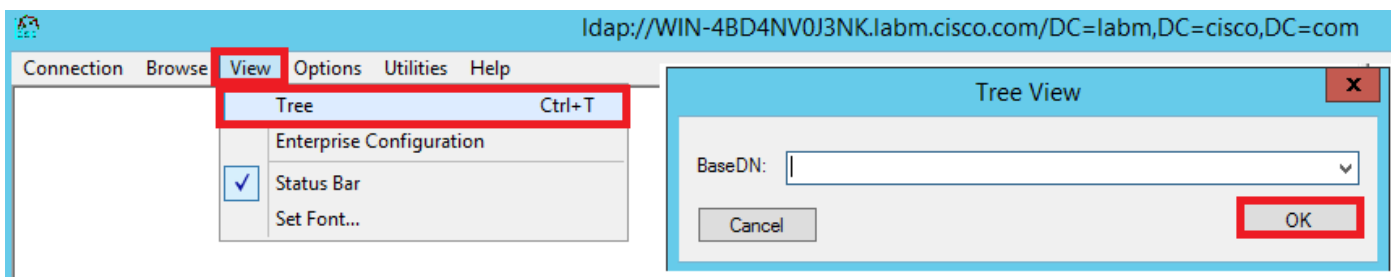 ldap://WIN-4BD4NV0J3NK.labm.cisco.com/DC=labm,DC=cisco,DC=com
Connection Browse View Options Utilities Help
Tree Ctrl+T
Enterprise Configuration
Status Bar
Set Font...
Tree View
x
BaseDN:
Cancel OK